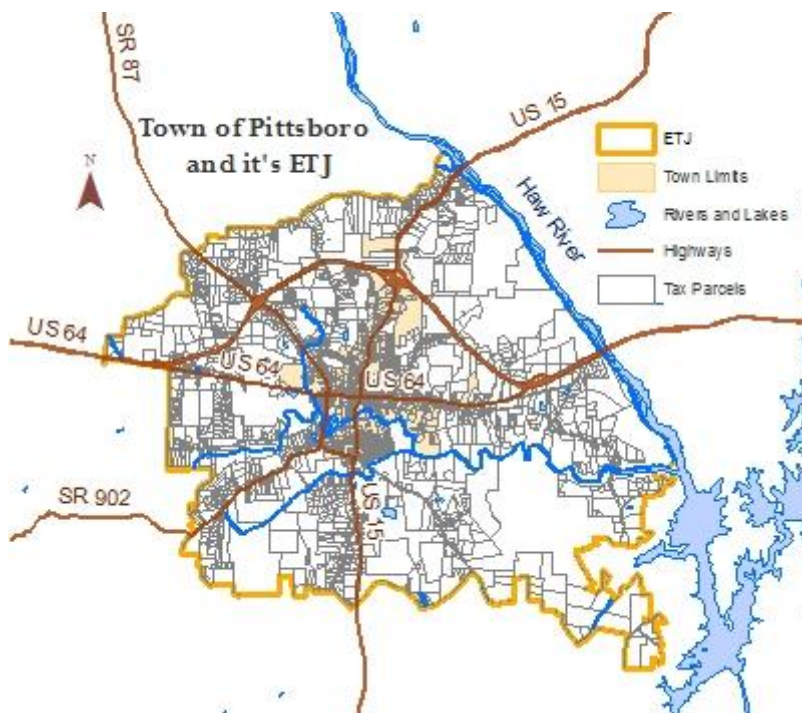 SR 87
Town of Pittsboro
and it's ETJ
N
US 15
Haw River
ETJ
Town Limits
Rivers and Lakes
Highways
Tax Parcels
US 64
US 64
US 64
SR 902
US 15